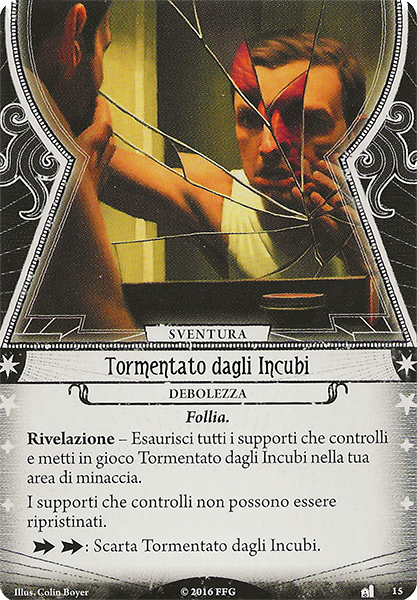 SVENTURA
Tormentato dagli Incubi
DEBOLEZZA
Follia.
Rivelazione – Esaurisci tutti i supporti che controlli
e metti in gioco Tormentato dagli Incubi nella tua
area di minaccia.
I supporti che controlli non possono essere
ripristinati.
: Scarta Tormentato dagli Incubi.
Illus. Colin Boyer © 2016 FFG 15